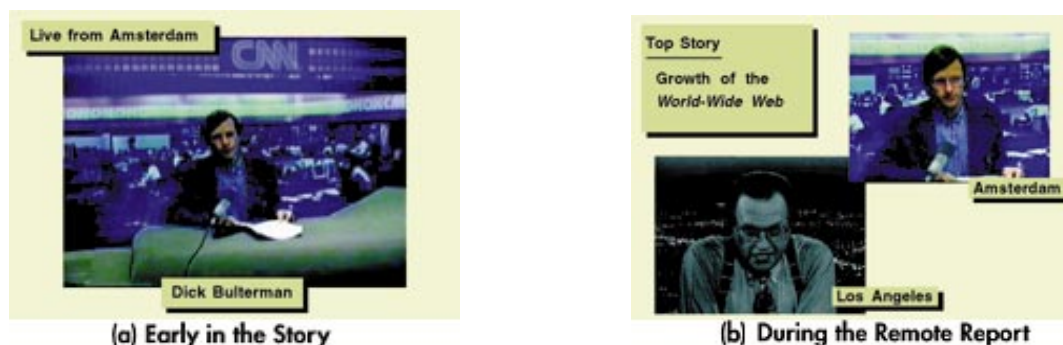 Live from Amsterdam
CNN
Dick Bulterman
(a) Early in the Story
Top Story
Growth of the
World-Wide Web
Amsterdam
Los Angeles
(b) During the Remote Report